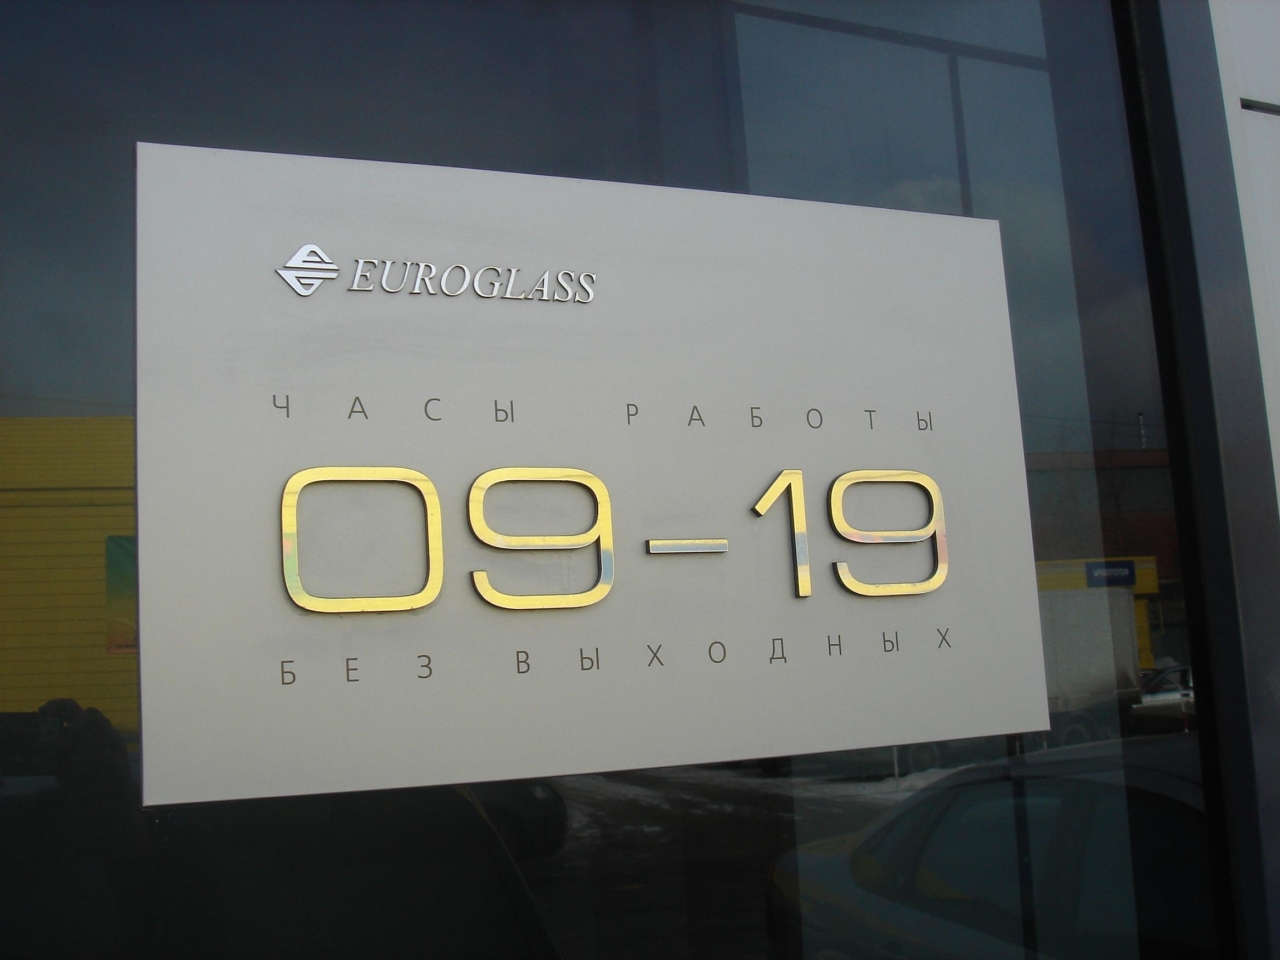 EUROGLASS
ЧАСЫ РАБОТЫ
09-19
БЕЗ ВЫХОДНЫХ